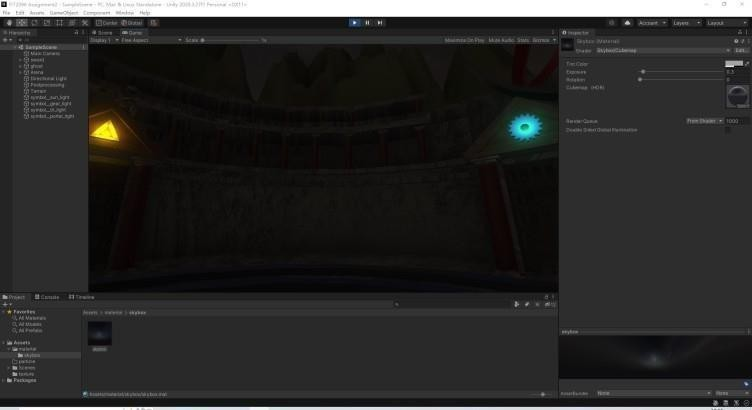 Assignment2 - SampleScene - PC, Mac & Linux Standalone - Unity 2020.3.27f1 Personal <DX11>
File Edit Assets GameObject Component Window Help
Center Global
Account Layers Layout
Hierarchy
All
SampleScene
Main Camera
sword
ghost
Arena
Directional Light
Postprocessing
Terrain
symbol_sun_light
symbol_gear_light
symbol_tri_light
symbol_portal_light
Scene Game
Display 1 Free Aspect Scale 1x Maximize On Play Mute Audio Stats Gizmos
Inspector
Skybox (Material)
Shader Skybox/Cubemap Edit...
Tint Color
Exposure 0.3
Rotation 0
Cubemap (HDR)
Render Queue From Shader 1000
Double Sided Global Illumination
Project Console Timeline
Favorites
All Materials
All Models
All Prefabs
Assets
material
skybox
particle
Scenes
texture
Packages
Assets > material > skybox
skybox
Assets/material/skybox/skybox.mat
skybox
AssetBundle None None